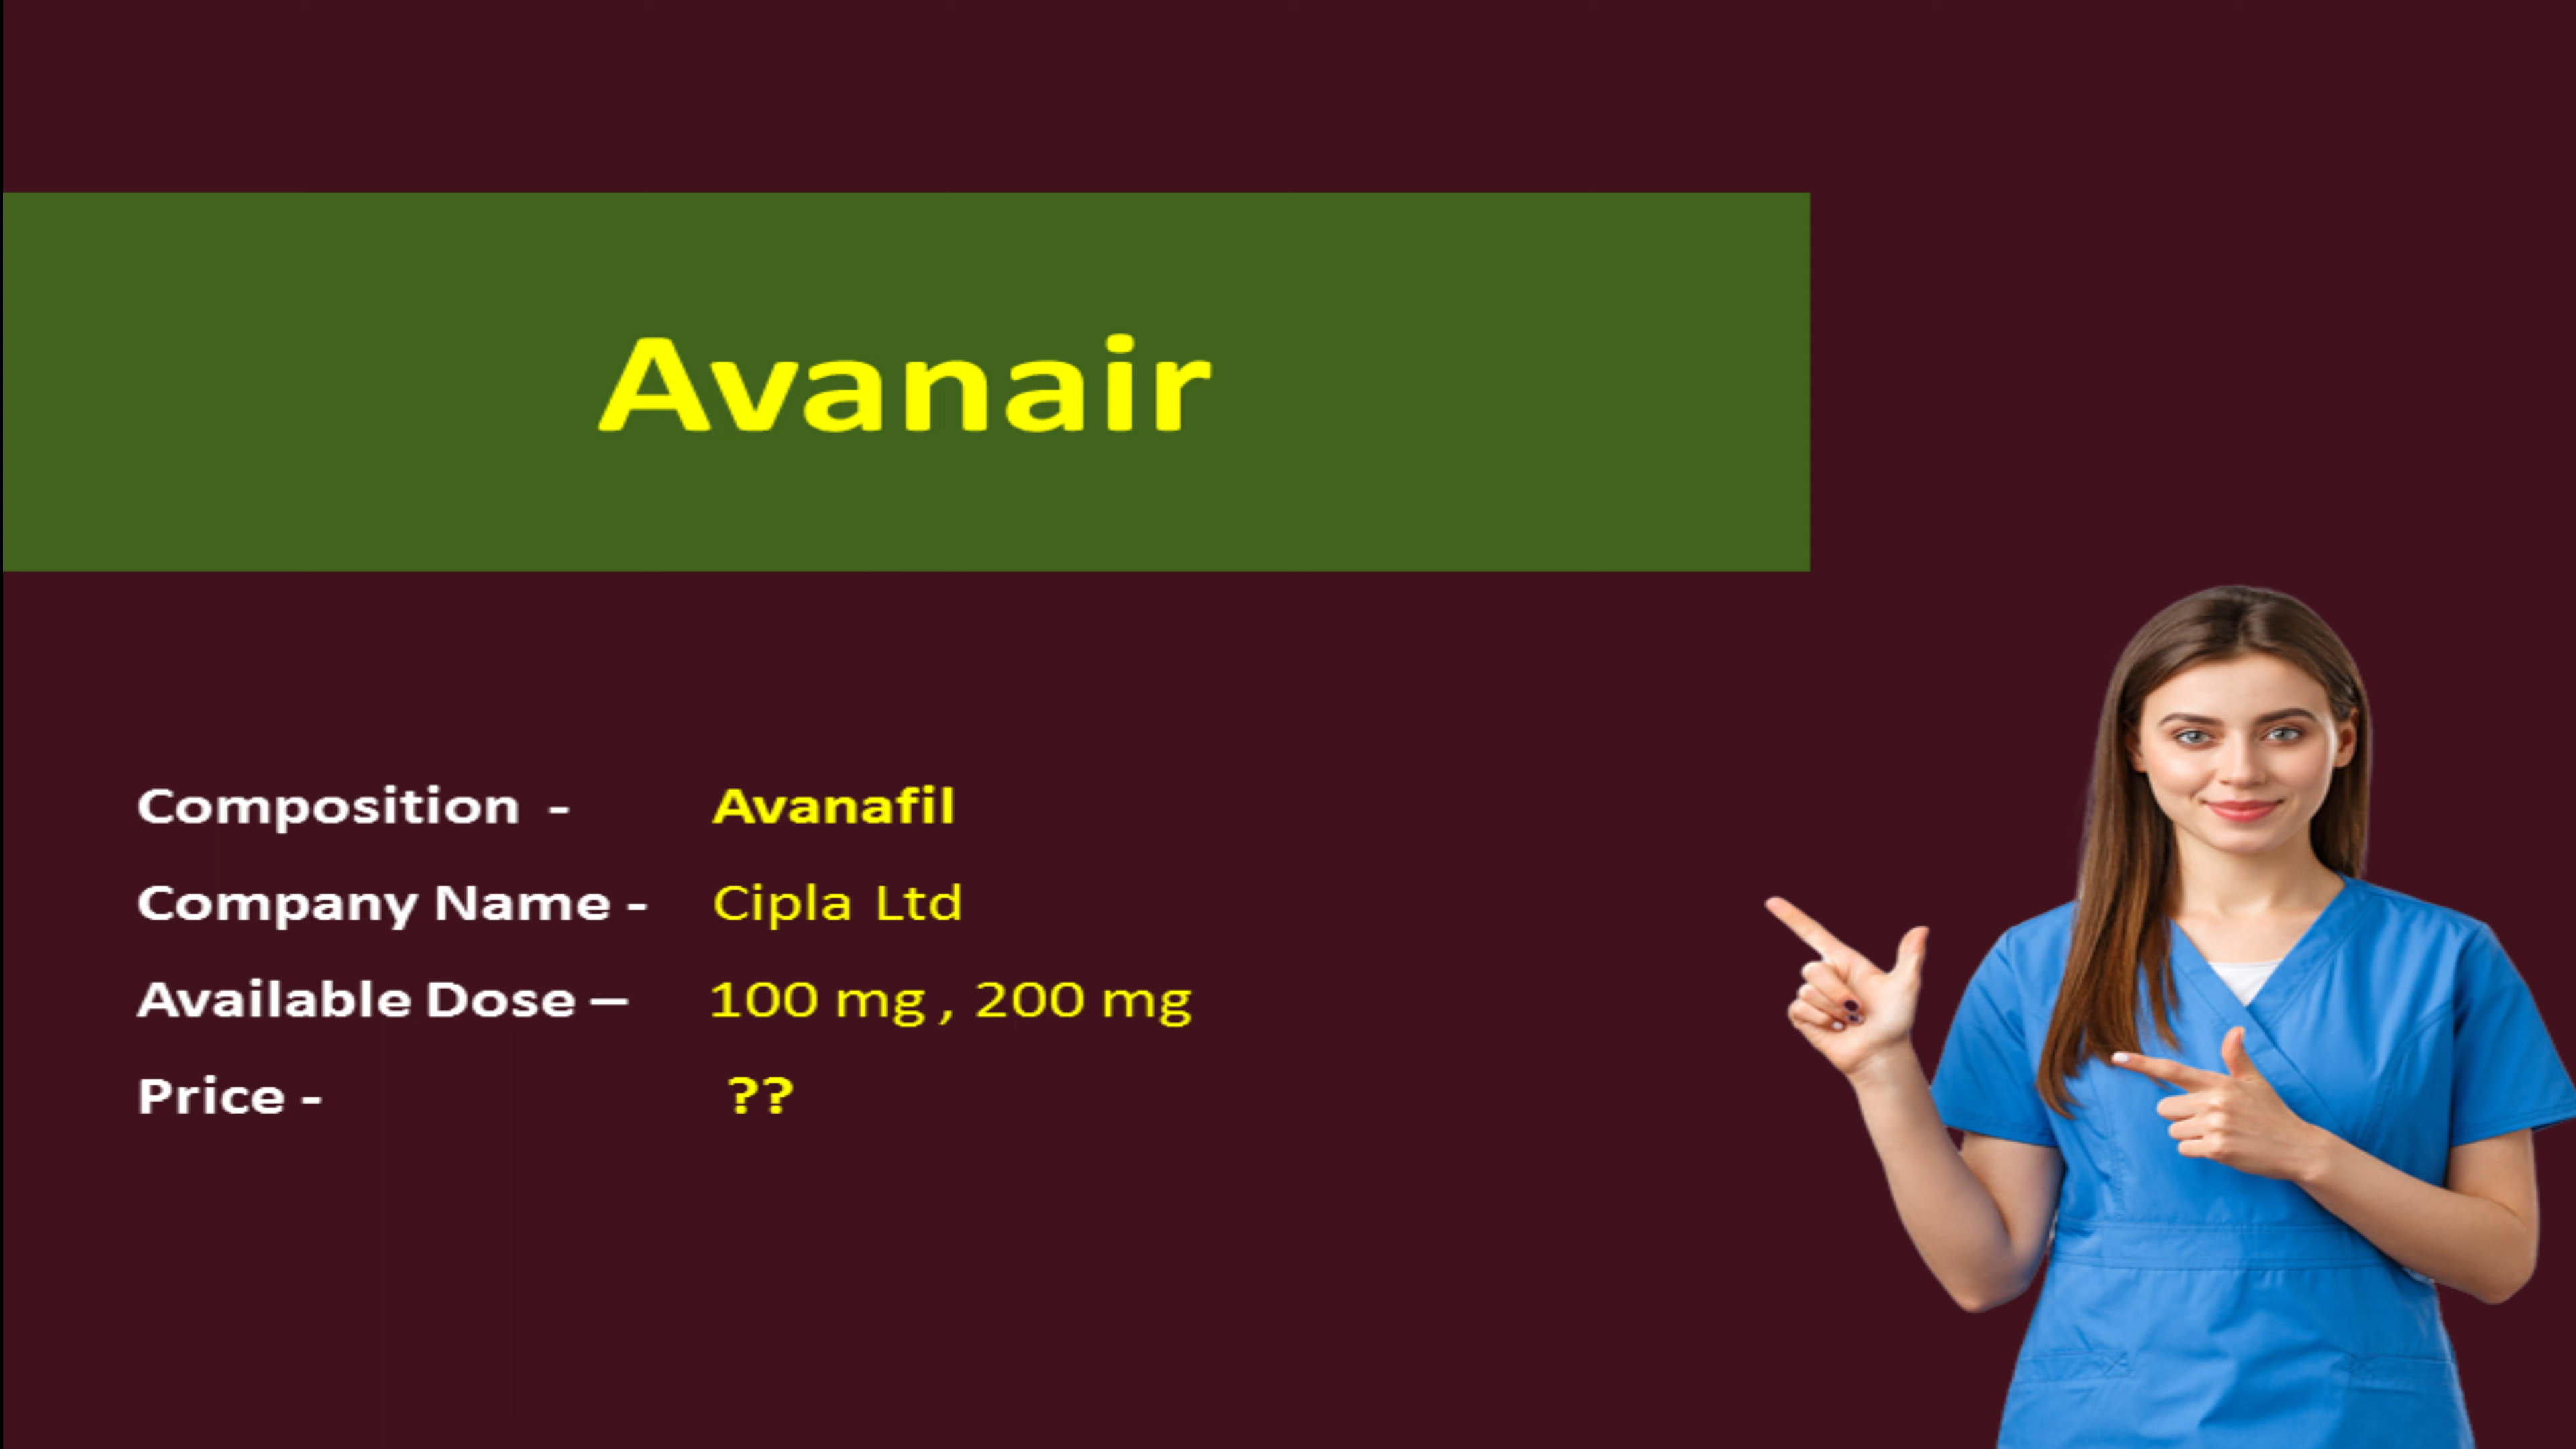 Avanair
Composition - Avanafil
Company Name - Cipla Ltd
Available Dose – 100 mg , 200 mg
Price - ??